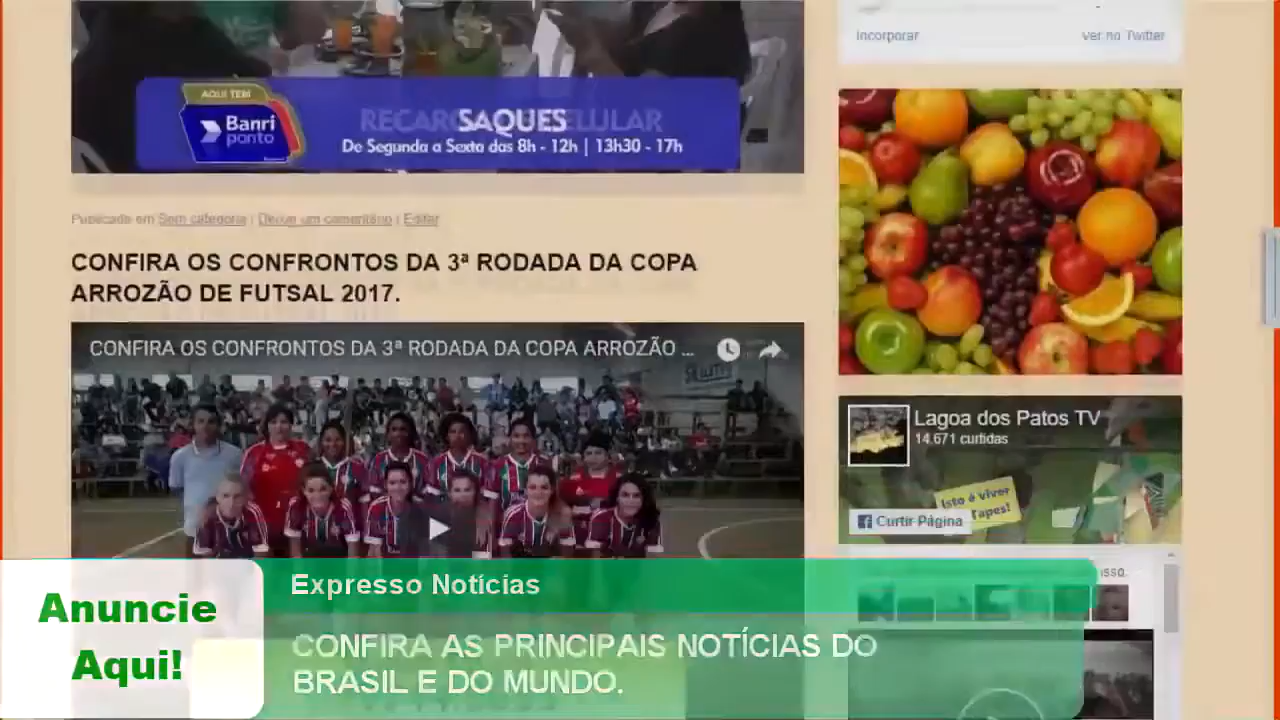 Incorporar
ver no Twitter
AQUI TEM!
Banri
ponto
SAQUES
De Segunda a Sexta das 8h - 12h | 13h30 - 17h
Publicado em Sem categoria | Deixar um comentário | Editar
CONFIRA OS CONFRONTOS DA 3ª RODADA DA COPA
ARROZÃO DE FUTSAL 2017.
CONFIRA OS CONFRONTOS DA 3ª RODADA DA COPA ARROZÃO ...
Lagoa dos Patos TV
14.671 curtidas
Isto é viver
Tapes!
Curtir Página
Anuncie
Aqui!
Expresso Notícias
CONFIRA AS PRINCIPAIS NOTÍCIAS DO
BRASIL E DO MUNDO.